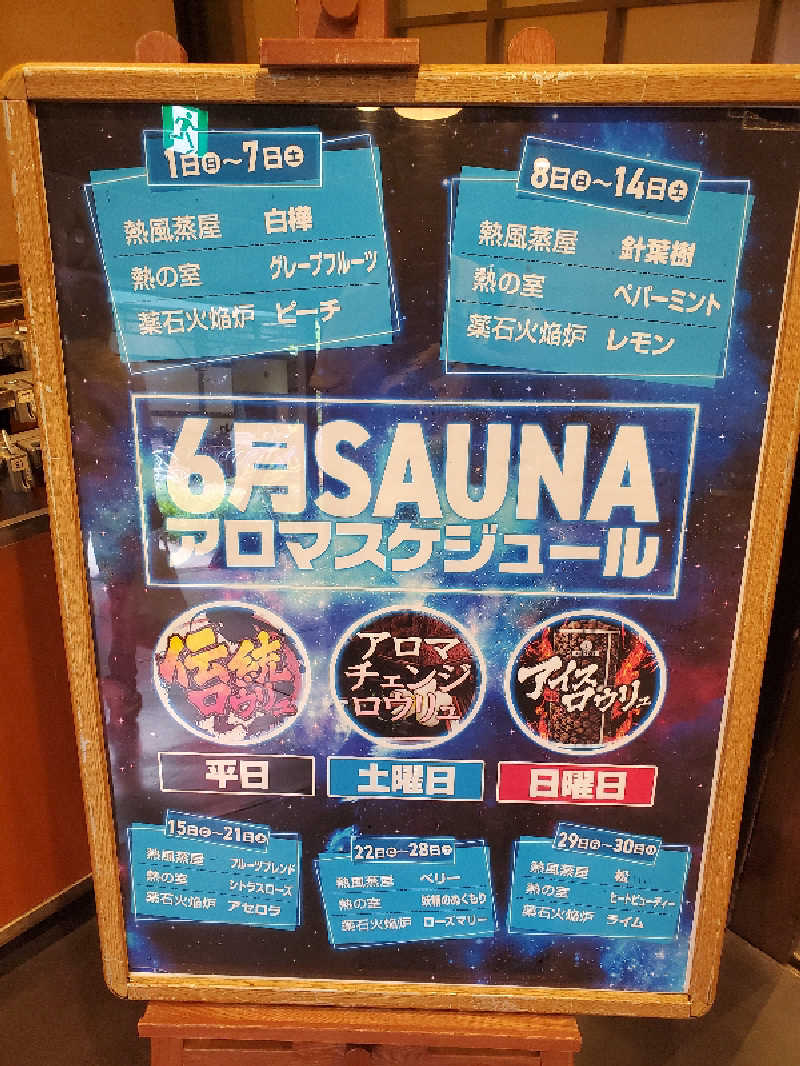 1日㊐〜7日㊏
熱風蒸屋 白樺
熱の室 グレープフルーツ
薬石火焔炉 ピーチ
8日㊐〜14日㊏
熱風蒸屋 針葉樹
熱の室 ペパーミント
薬石火焔炉 レモン
6月SAUNA
アロマスケジュール
伝統
ロウリュ
平日
アロマ
チェンジ
ロウリュ
土曜日
アイス
ロウリュ
日曜日
15日㊐〜21日㊏
熱風蒸屋 フルーツブレンド
熱の室 シトラスローズ
薬石火焔炉 アセロラ
22日㊐〜28日㊏
熱風蒸屋 ベリー
熱の室 妖精のぬくもり
薬石火焔炉 ローズマリー
29日㊐〜30日㊊
熱風蒸屋 松
熱の室 ヒートビューティー
薬石火焔炉 ライム